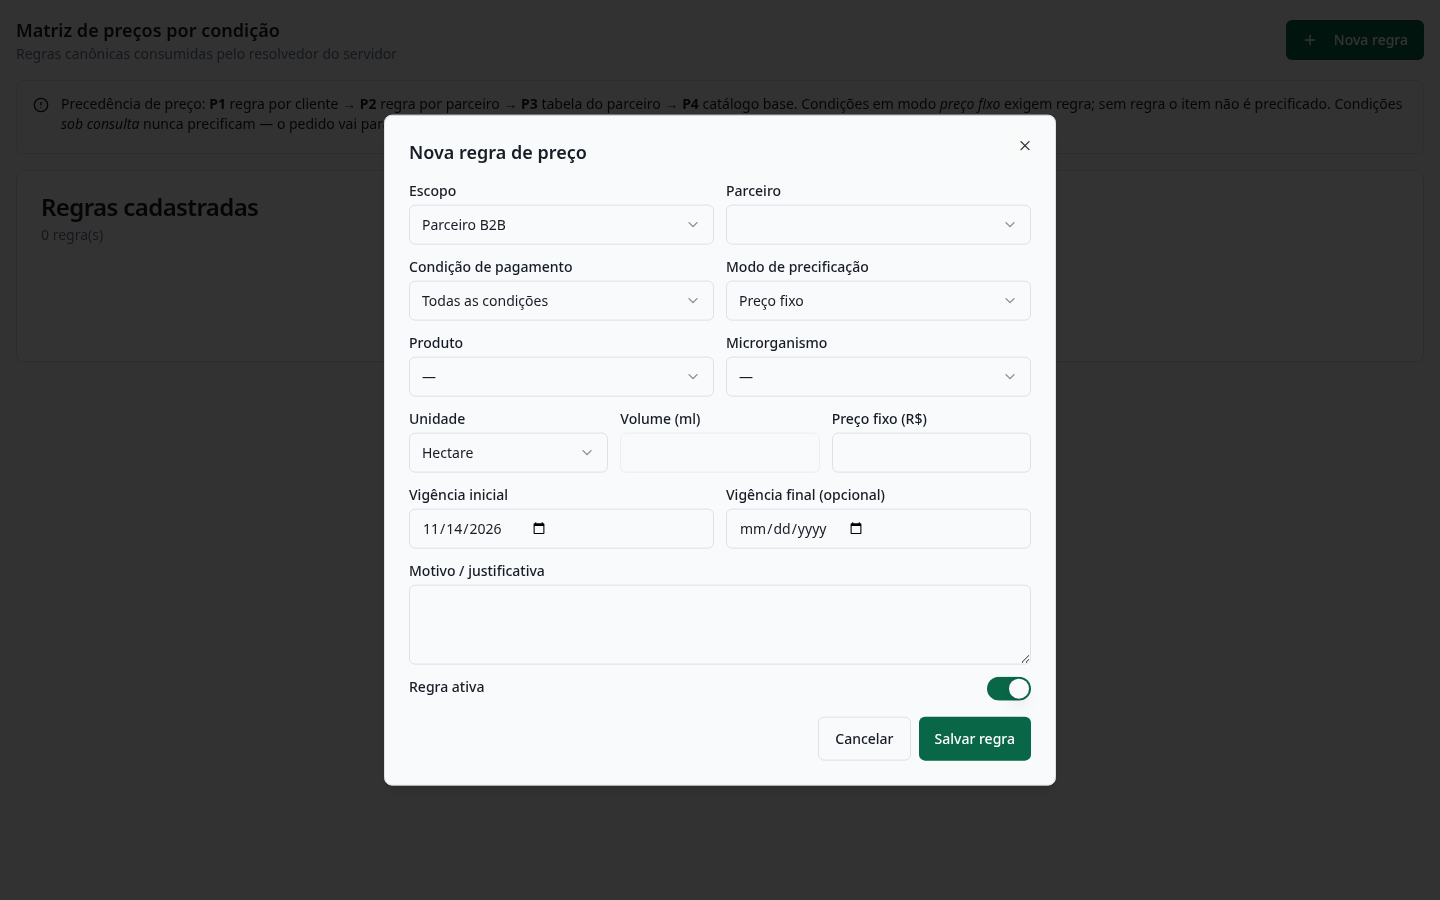 Matriz de preços por condição
Regras canônicas consumidas pelo resolvedor do servidor
+ Nova regra
Precedência de preço: P1 regra por cliente → P2 regra por parceiro → P3 tabela do parceiro → P4 catálogo base. Condições em modo preço fixo exigem regra; sem regra o item não é precificado. Condições
sob consulta nunca precificam — o pedido vai par
Regras cadastradas
0 regra(s)
Nova regra de preço
Escopo
Parceiro
Parceiro B2B
Condição de pagamento
Modo de precificação
Todas as condições
Preço fixo
Produto
Microrganismo
—
—
Unidade
Volume (ml)
Preço fixo (R$)
Hectare
Vigência inicial
Vigência final (opcional)
11/14/2026
mm/dd/yyyy
Motivo / justificativa
Regra ativa
Cancelar
Salvar regra